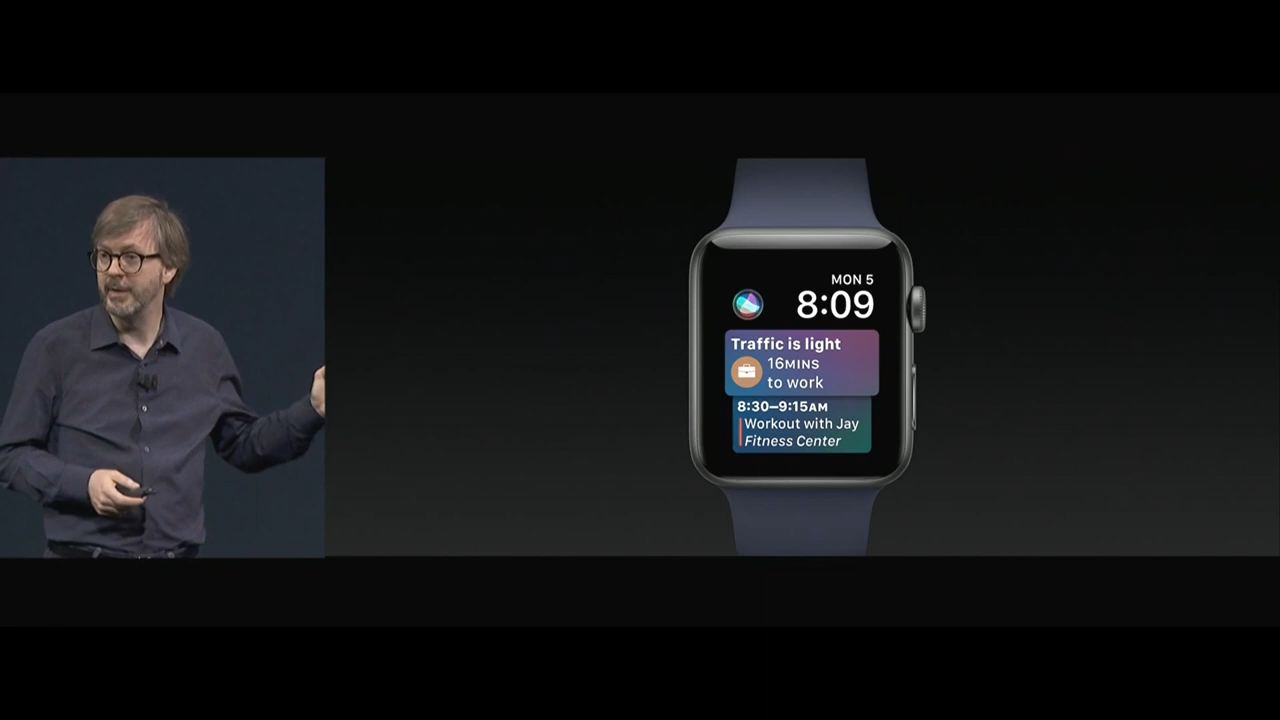 MON 5
8:09
Traffic is light
16MINS
to work
8:30–9:15AM
Workout with Jay
Fitness Center